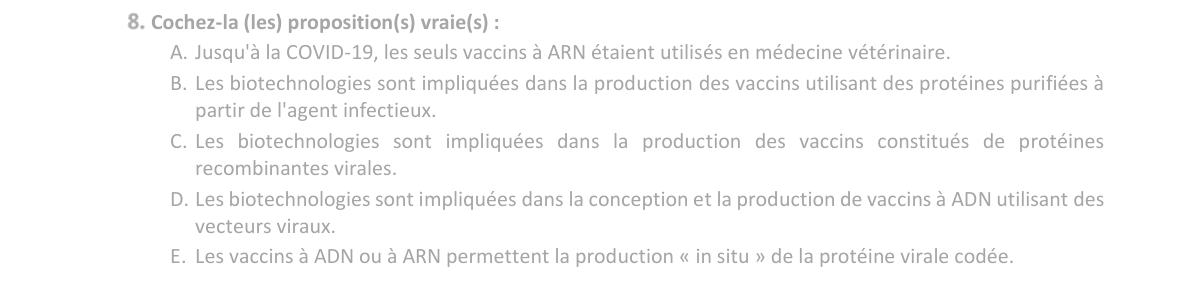 8. Cochez-la (les) proposition(s) vraie(s) :
A. Jusqu'à la COVID-19, les seuls vaccins à ARN étaient utilisés en médecine vétérinaire.
B. Les biotechnologies sont impliquées dans la production des vaccins utilisant des protéines purifiées à
partir de l'agent infectieux.
C. Les biotechnologies sont impliquées dans la production des vaccins constitués de protéines
recombinantes virales.
D. Les biotechnologies sont impliquées dans la conception et la production de vaccins à ADN utilisant des
vecteurs viraux.
E. Les vaccins à ADN ou à ARN permettent la production « in situ » de la protéine virale codée.